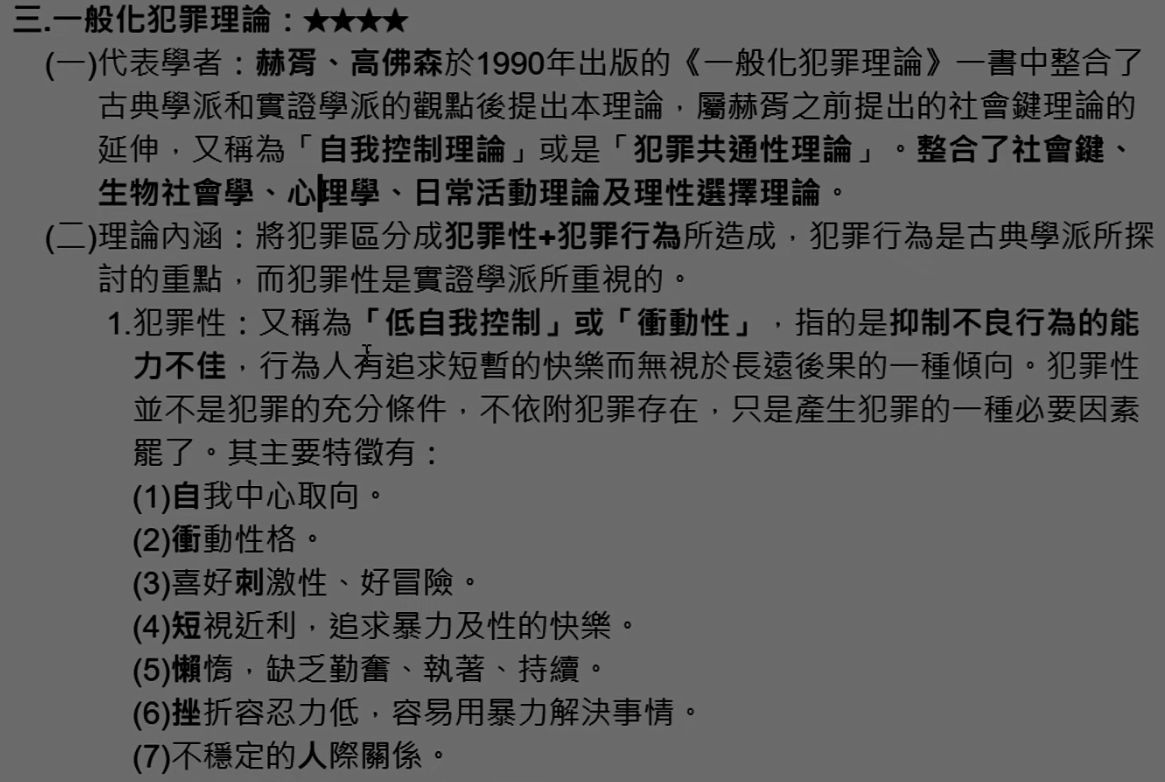 三.一般化犯罪理論：★★★★
(一)代表學者：赫胥、高佛森於1990年出版的《一般化犯罪理論》一書中整合了
古典學派和實證學派的觀點後提出本理論，屬赫胥之前提出的社會鍵理論的
延伸，又稱為「自我控制理論」或是「犯罪共通性理論」。整合了社會鍵、
生物社會學、心理學、日常活動理論及理性選擇理論。
(二)理論內涵：將犯罪區分成犯罪性+犯罪行為所造成，犯罪行為是古典學派所探
討的重點，而犯罪性是實證學派所重視的。
1.犯罪性：又稱為「低自我控制」或「衝動性」，指的是抑制不良行為的能
力不佳，行為人有追求短暫的快樂而無視於長遠後果的一種傾向。犯罪性
並不是犯罪的充分條件，不依附犯罪存在，只是產生犯罪的一種必要因素
罷了。其主要特徵有：
(1)自我中心取向。
(2)衝動性格。
(3)喜好刺激性、好冒險。
(4)短視近利，追求暴力及性的快樂。
(5)懶惰，缺乏勤奮、執著、持續。
(6)挫折容忍力低，容易用暴力解決事情。
(7)不穩定的人際關係。